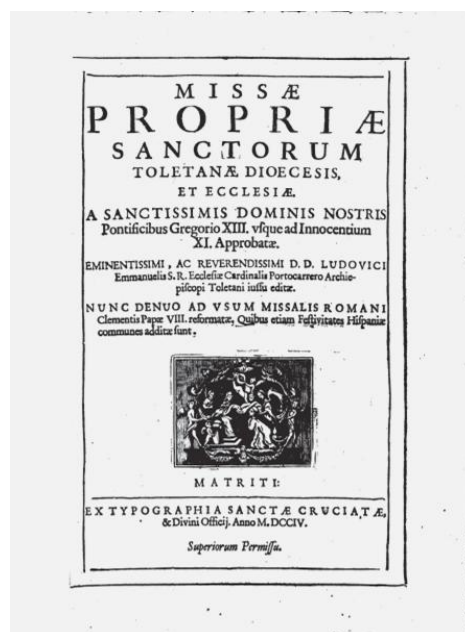 MISSÆ
PROPRIÆ
SANCTORUM
TOLETANÆ DIOECESIS,
ET ECCLESIÆ.
A SANCTISSIMIS DOMINIS NOSTRIS
Pontificibus Gregorio XIII. vſque ad Innocentium
XI. Approbatæ.
EMINENTISSIMI, AC REVERENDISSIMI D. D. LUDOVICI
Emmanuelis S. R. Eccleſiæ Cardinalis Portocarrero Archie-
piſcopi Toletani iuſſu editæ.
NUNC DENUO AD VSUM MISSALIS ROMANI
Clementis Papæ VIII. reformatæ, Quibus etiam Feſtivitates Hiſpaniæ
communes additæ ſunt.
MATRITI:
EX TYPOGRAPHIA SANCTÆ CRUCIATÆ,
& Divini Officij. Anno M. DCCIV.
Superiorum Permiſſu.